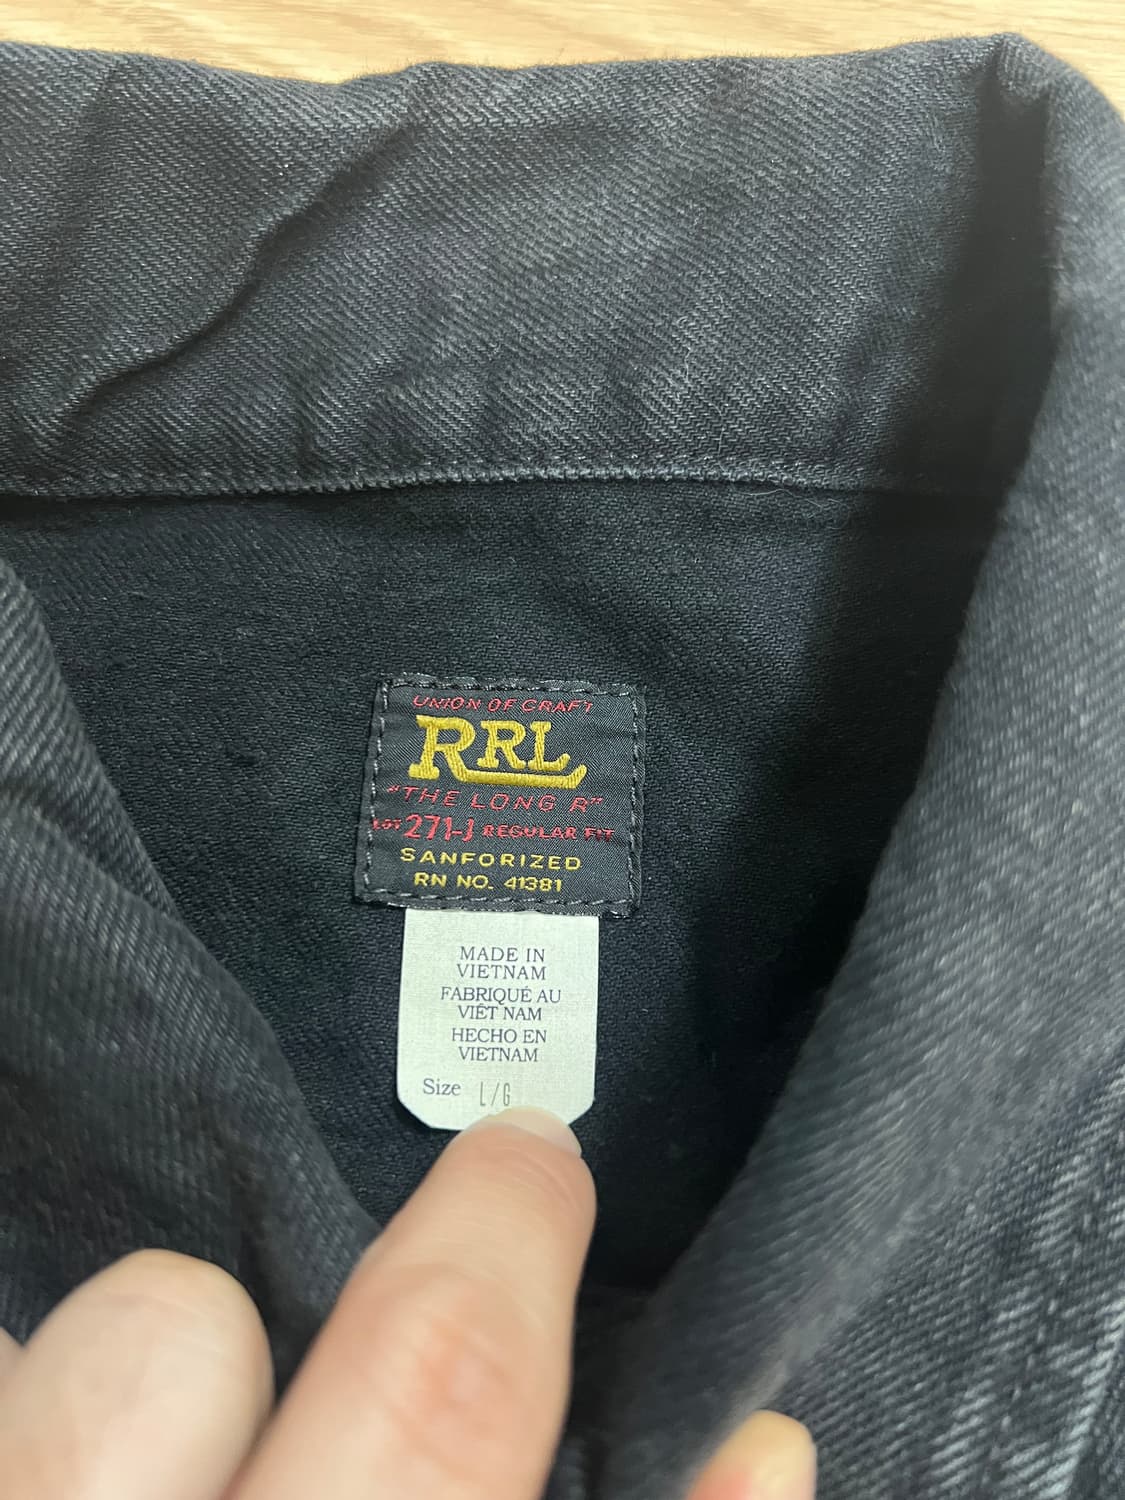 UNION OF CRAFT
RRL
"THE LONG R"
LOT 271-J REGULAR FIT
SANFORIZED
RN NO. 41381
MADE IN
VIETNAM
FABRIQUÉ AU
VIÊT NAM
HECHO EN
VIETNAM
Size L/G